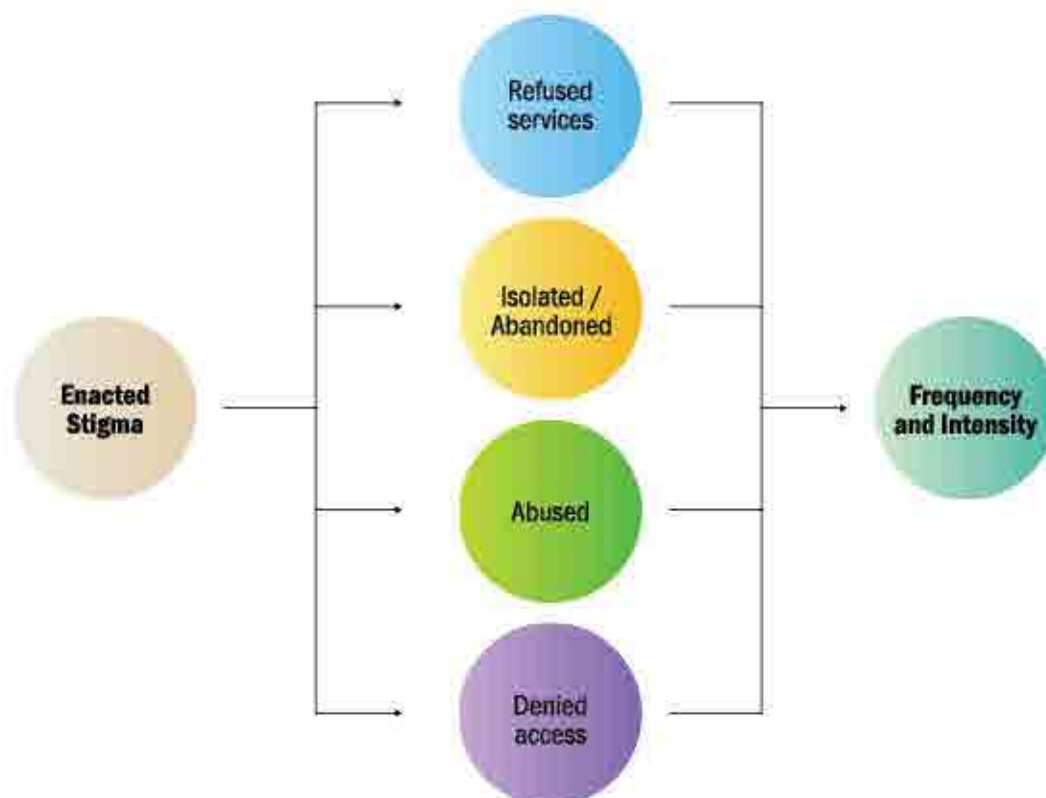 Refused
services
Isolated /
Abandoned
Enacted
Stigma
Frequency
and Intensity
Abused
Denied
access